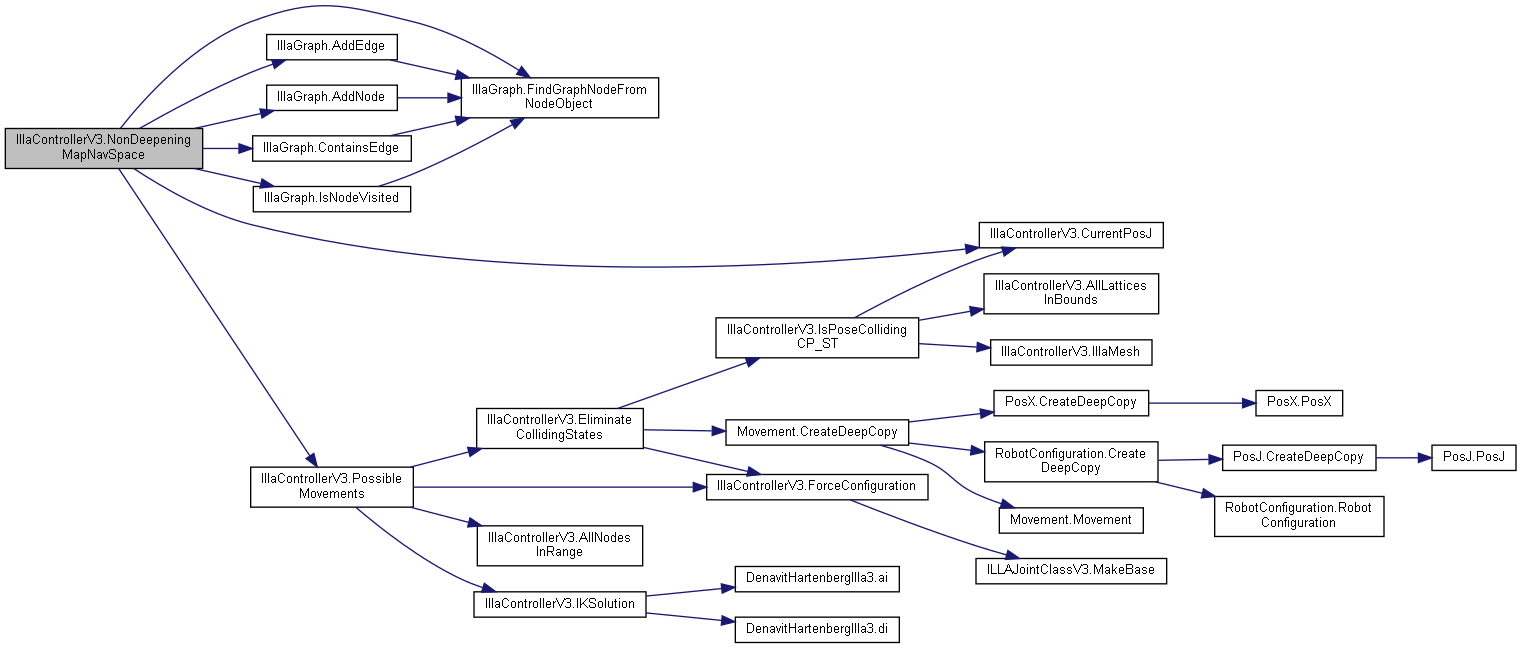 IllaGraph.AddEdge
IllaGraph.FindGraphNodeFrom
NodeObject
IllaGraph.AddNode
IllaControllerV3.NonDeepening
MapNavSpace
IllaGraph.ContainsEdge
IllaGraph.IsNodeVisited
IllaControllerV3.CurrentPosJ
IllaControllerV3.AllLattices
InBounds
IllaControllerV3.IsPoseColliding
CP_ST
IllaControllerV3.IllaMesh
PosX.CreateDeepCopy
PosX.PosX
IllaControllerV3.Eliminate
CollidingStates
Movement.CreateDeepCopy
RobotConfiguration.Create
DeepCopy
PosJ.CreateDeepCopy
PosJ.PosJ
IllaControllerV3.Possible
Movements
IllaControllerV3.ForceConfiguration
RobotConfiguration.Robot
Configuration
Movement.Movement
IllaControllerV3.AllNodes
InRange
ILLAJointClassV3.MakeBase
DenavitHartenbergIlla3.ai
IllaControllerV3.IKSolution
DenavitHartenbergIlla3.di